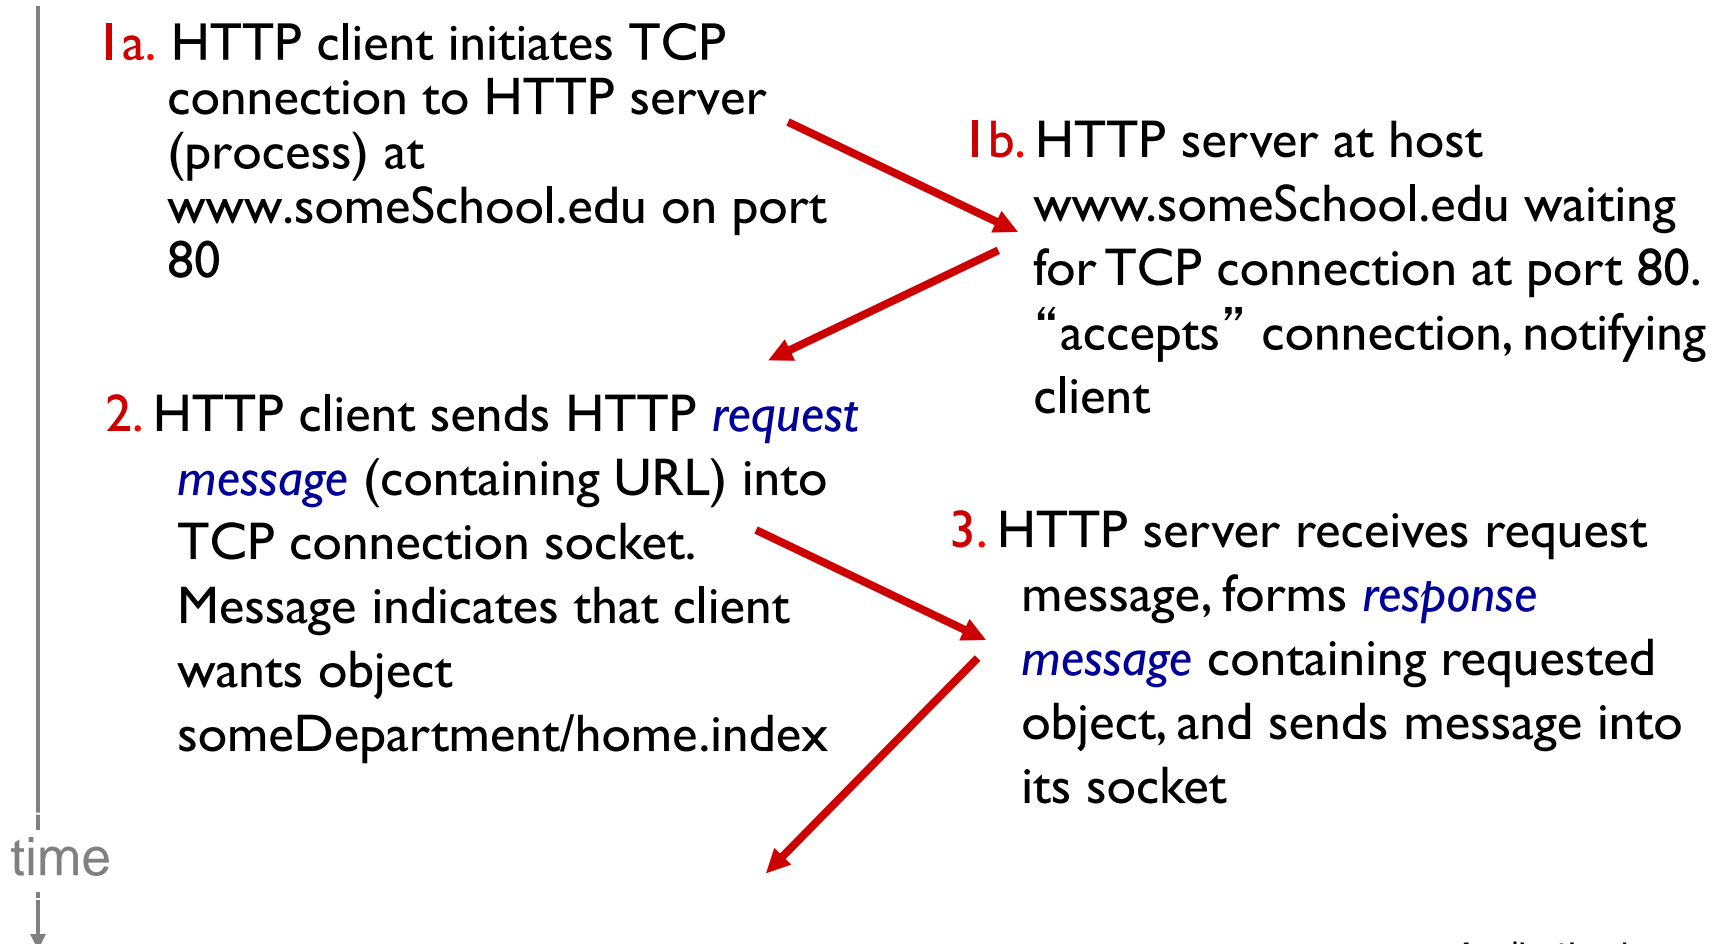 1a. HTTP client initiates TCP
connection to HTTP server
(process) at
www.someSchool.edu on port
80
1b. HTTP server at host
www.someSchool.edu waiting
for TCP connection at port 80.
“accepts” connection, notifying
client
2. HTTP client sends HTTP request
message (containing URL) into
TCP connection socket.
Message indicates that client
wants object
someDepartment/home.index
3. HTTP server receives request
message, forms response
message containing requested
object, and sends message into
its socket
time